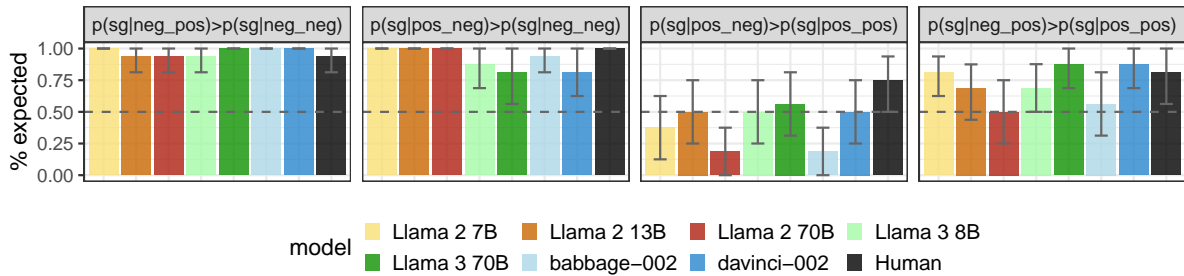 p(sg|neg_pos)>p(sg|neg_neg) p(sg|pos_neg)>p(sg|neg_neg) p(sg|pos_neg)>p(sg|pos_pos) p(sg|neg_pos)>p(sg|pos_pos)
% expected
1.00
0.75
0.50
0.25
0.00
model
Llama 2 7B Llama 2 13B Llama 2 70B Llama 3 8B
Llama 3 70B babbage−002 davinci−002 Human